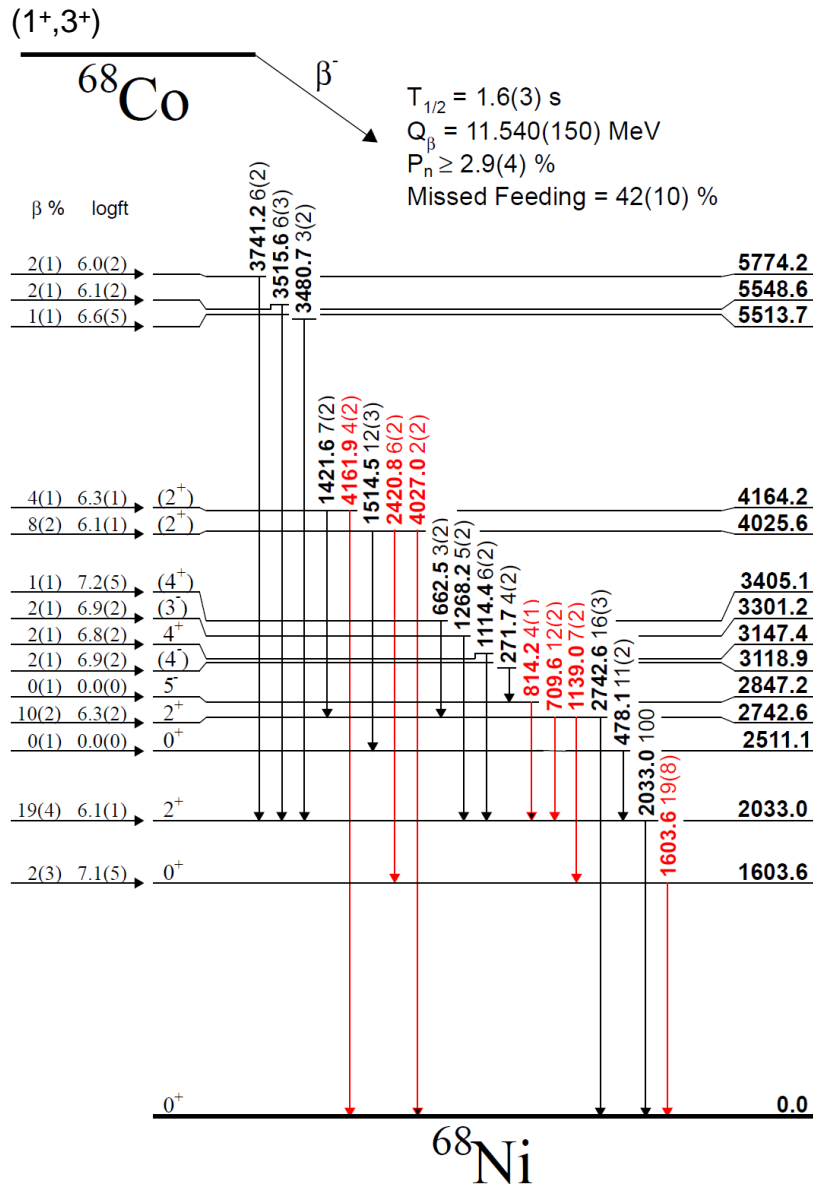 (1⁺,3⁺)
⁶⁸Co
β⁻
T₁/₂ = 1.6(3) s
Q_β = 11.540(150) MeV
Pₙ ≥ 2.9(4) %
Missed Feeding = 42(10) %
β % logft
3741.2 6(2)
3515.6 6(3)
3480.7 3(2)
2(1) 6.0(2) 5774.2
2(1) 6.1(2) 5548.6
1(1) 6.6(5) 5513.7
1421.6 7(2)
4161.9 4(2)
1514.5 12(3)
2420.8 6(2)
4027.0 2(2)
4(1) 6.3(1) (2⁺) 4164.2
8(2) 6.1(1) (2⁺) 4025.6
662.5 3(2)
1268.2 5(2)
1114.4 6(2)
271.7 4(2)
814.2 4(1)
709.6 12(2)
1139.0 7(2)
2742.6 16(3)
478.1 11(2)
2033.0 100
1603.6 19(8)
1(1) 7.2(5) (4⁺) 3405.1
2(1) 6.9(2) (3⁻) 3301.2
2(1) 6.8(2) 4⁺ 3147.4
2(1) 6.9(2) (4⁻) 3118.9
0(1) 0.0(0) 5⁻ 2847.2
10(2) 6.3(2) 2⁺ 2742.6
0(1) 0.0(0) 0⁺ 2511.1
19(4) 6.1(1) 2⁺ 2033.0
2(3) 7.1(5) 0⁺ 1603.6
0⁺ 0.0
⁶⁸Ni